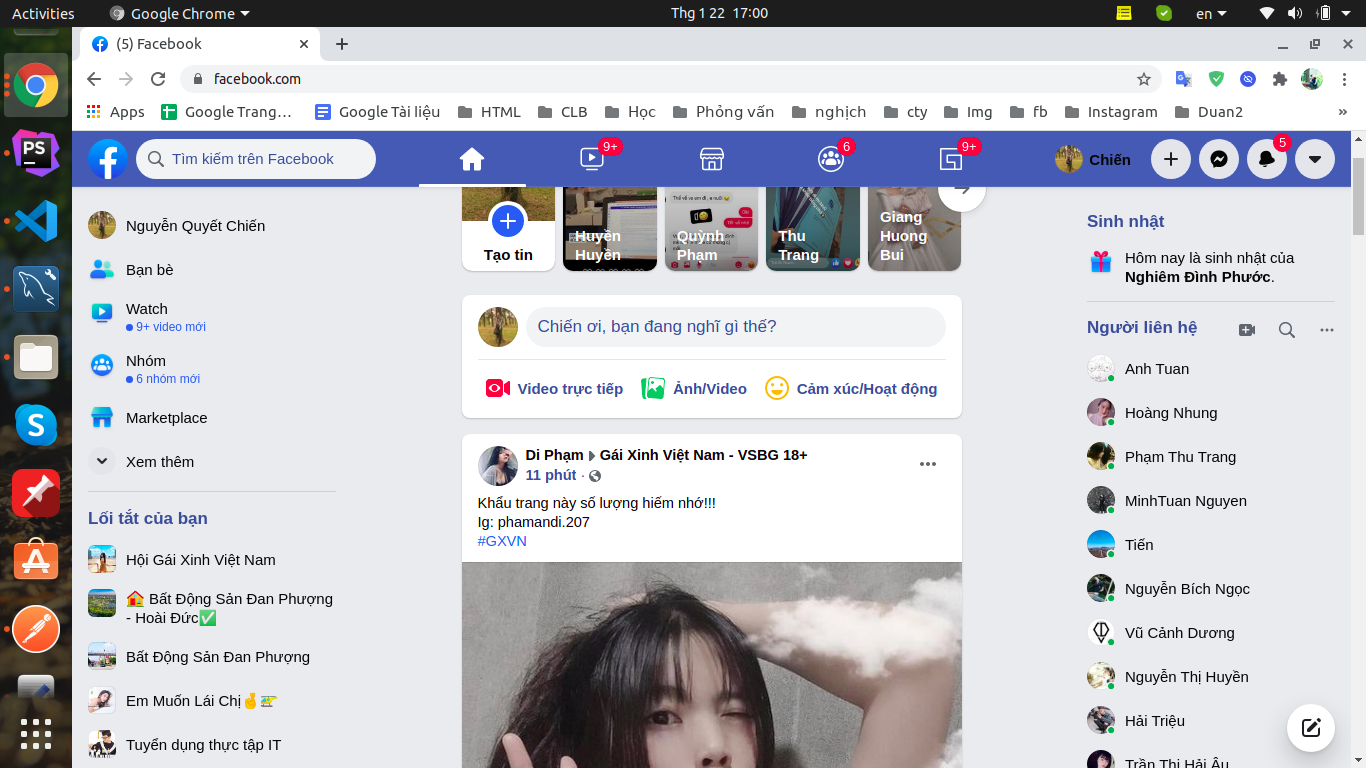 Activities
Google Chrome
Thg 1 22 17:00
en
(5) Facebook
facebook.com
Apps
Google Trang…
Google Tài liệu
HTML
CLB
Học
Phỏng vấn
nghịch
cty
Img
fb
Instagram
Duan2
»
Tìm kiếm trên Facebook
9+
6
9+
Chiến
5
Nguyễn Quyết Chiến
Bạn bè
Watch
9+ video mới
Nhóm
6 nhóm mới
Marketplace
Xem thêm
Lối tắt của bạn
Hội Gái Xinh Việt Nam
🏠 Bất Động Sản Đan Phượng
- Hoài Đức✅
Bất Động Sản Đan Phượng
Em Muốn Lái Chị
Tuyển dụng thực tập IT
Tạo tin
Huyền
Huyền
Quỳnh
Phạm
Thu
Trang
Giang
Huong
Bui
Chiến ơi, bạn đang nghĩ gì thế?
Video trực tiếp
Ảnh/Video
Cảm xúc/Hoạt động
Di Phạm
Gái Xinh Việt Nam - VSBG 18+
11 phút ·
Khẩu trang này số lượng hiếm nhớ!!!
Ig: phamandi.207
#GXVN
Sinh nhật
Hôm nay là sinh nhật của
Nghiêm Đình Phước.
Người liên hệ
Anh Tuan
Hoàng Nhung
Phạm Thu Trang
MinhTuan Nguyen
Tiến
Nguyễn Bích Ngọc
Vũ Cảnh Dương
Nguyễn Thị Huyền
Hải Triệu
Trần Thị Hải Âu
PS
S